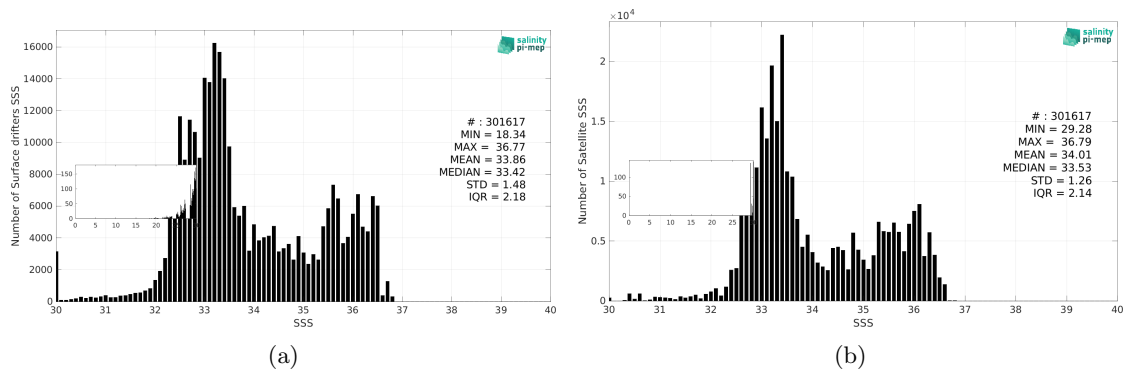 salinity
pi-mep
16000
14000
12000
10000
8000
6000
4000
2000
0
Number of Surface drifters SSS
# : 301617
MIN = 18.34
MAX = 36.77
MEAN = 33.86
MEDIAN = 33.42
STD = 1.48
IQR = 2.18
150
100
50
0
0 5 10 15 20 25
30 31 32 33 34 35 36 37 38 39 40
SSS
(a)
×10⁴
salinity
pi-mep
2
1.5
1
0.5
0
Number of Satellite SSS
# : 301617
MIN = 29.28
MAX = 36.79
MEAN = 34.01
MEDIAN = 33.53
STD = 1.26
IQR = 2.14
100
50
0
0 5 10 15 20 25
30 31 32 33 34 35 36 37 38 39 40
SSS
(b)